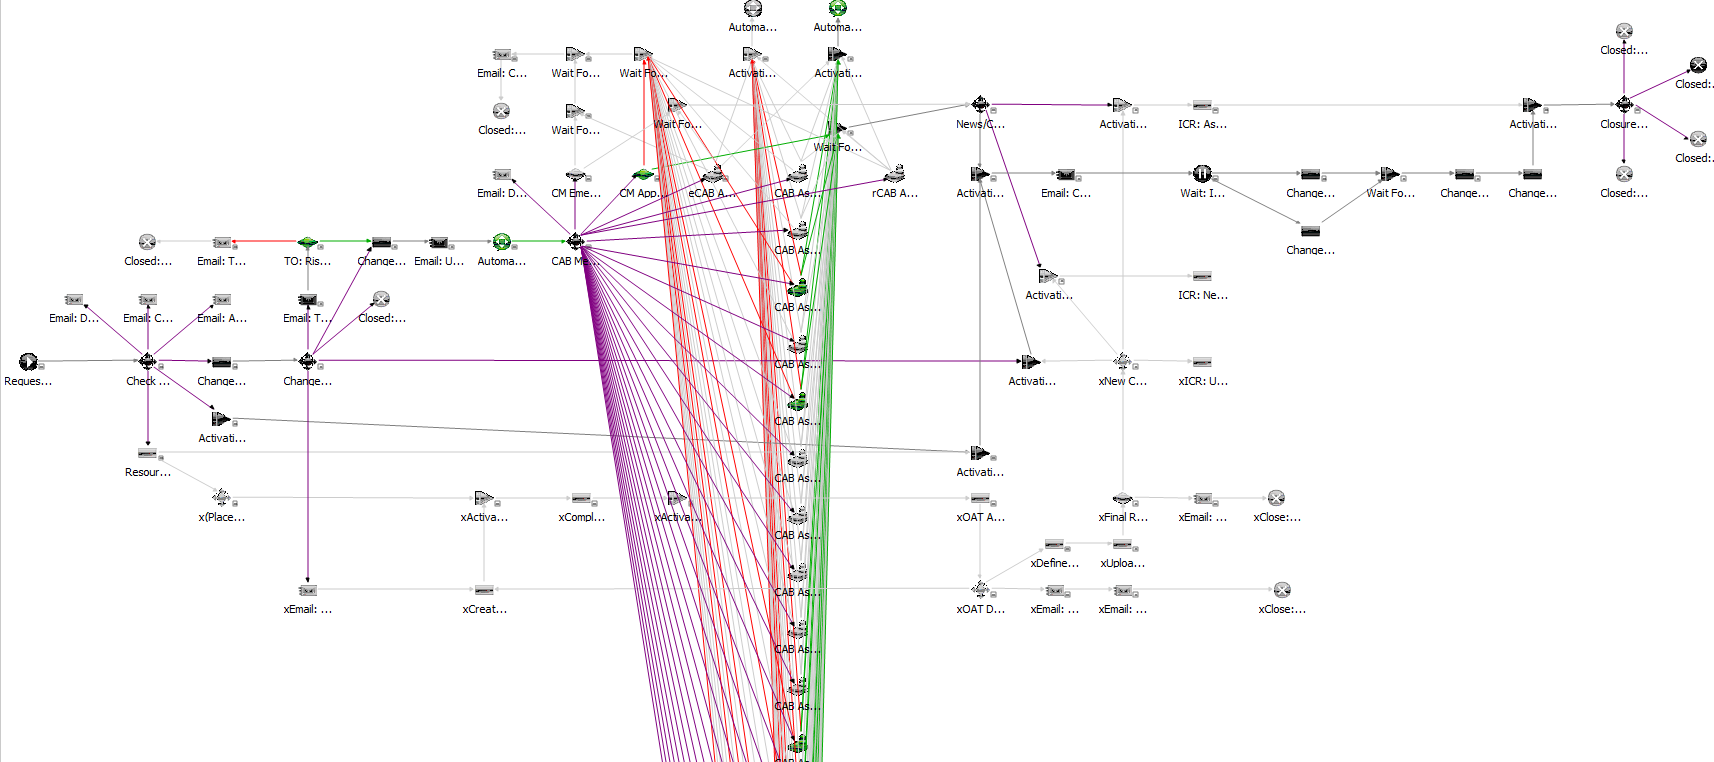 Automa...
Automa...
Closed:...
Email: C...
Wait Fo...
Wait Fo...
Activati...
Activati...
Closed:...
Closed:...
Wait Fo...
Wait Fo...
News/C...
Activati...
ICR: As...
Activati...
Closure...
Wait Fo...
Closed:...
Email: D...
CM Eme...
CM App...
eCAB A...
CAB As...
rCAB A...
Activati...
Email: C...
Wait: I...
Change...
Wait Fo...
Change...
Change...
Closed:...
Closed:...
Email: T...
TO: Ris...
Change...
Email: U...
Automa...
CAB Me
CAB As...
Change...
Activati...
ICR: Ne...
Email: D...
Email: C...
Email: A...
Email: T...
Closed:...
CAB As...
Reques...
Check ...
Change...
Change...
CAB As...
Activati...
xNew C...
xICR: U...
Activati...
CAB As...
Resour...
CAB As...
Activati...
x(Place...
xActiva...
xCompl...
xActiva...
CAB As...
xOAT A...
xFinal R...
xEmail: ...
xClose:...
xDefine...
xUploa...
xEmail: ...
xCreat...
CAB As...
xOAT D...
xEmail: ...
xEmail: ...
xClose:...
CAB As...
CAB As...